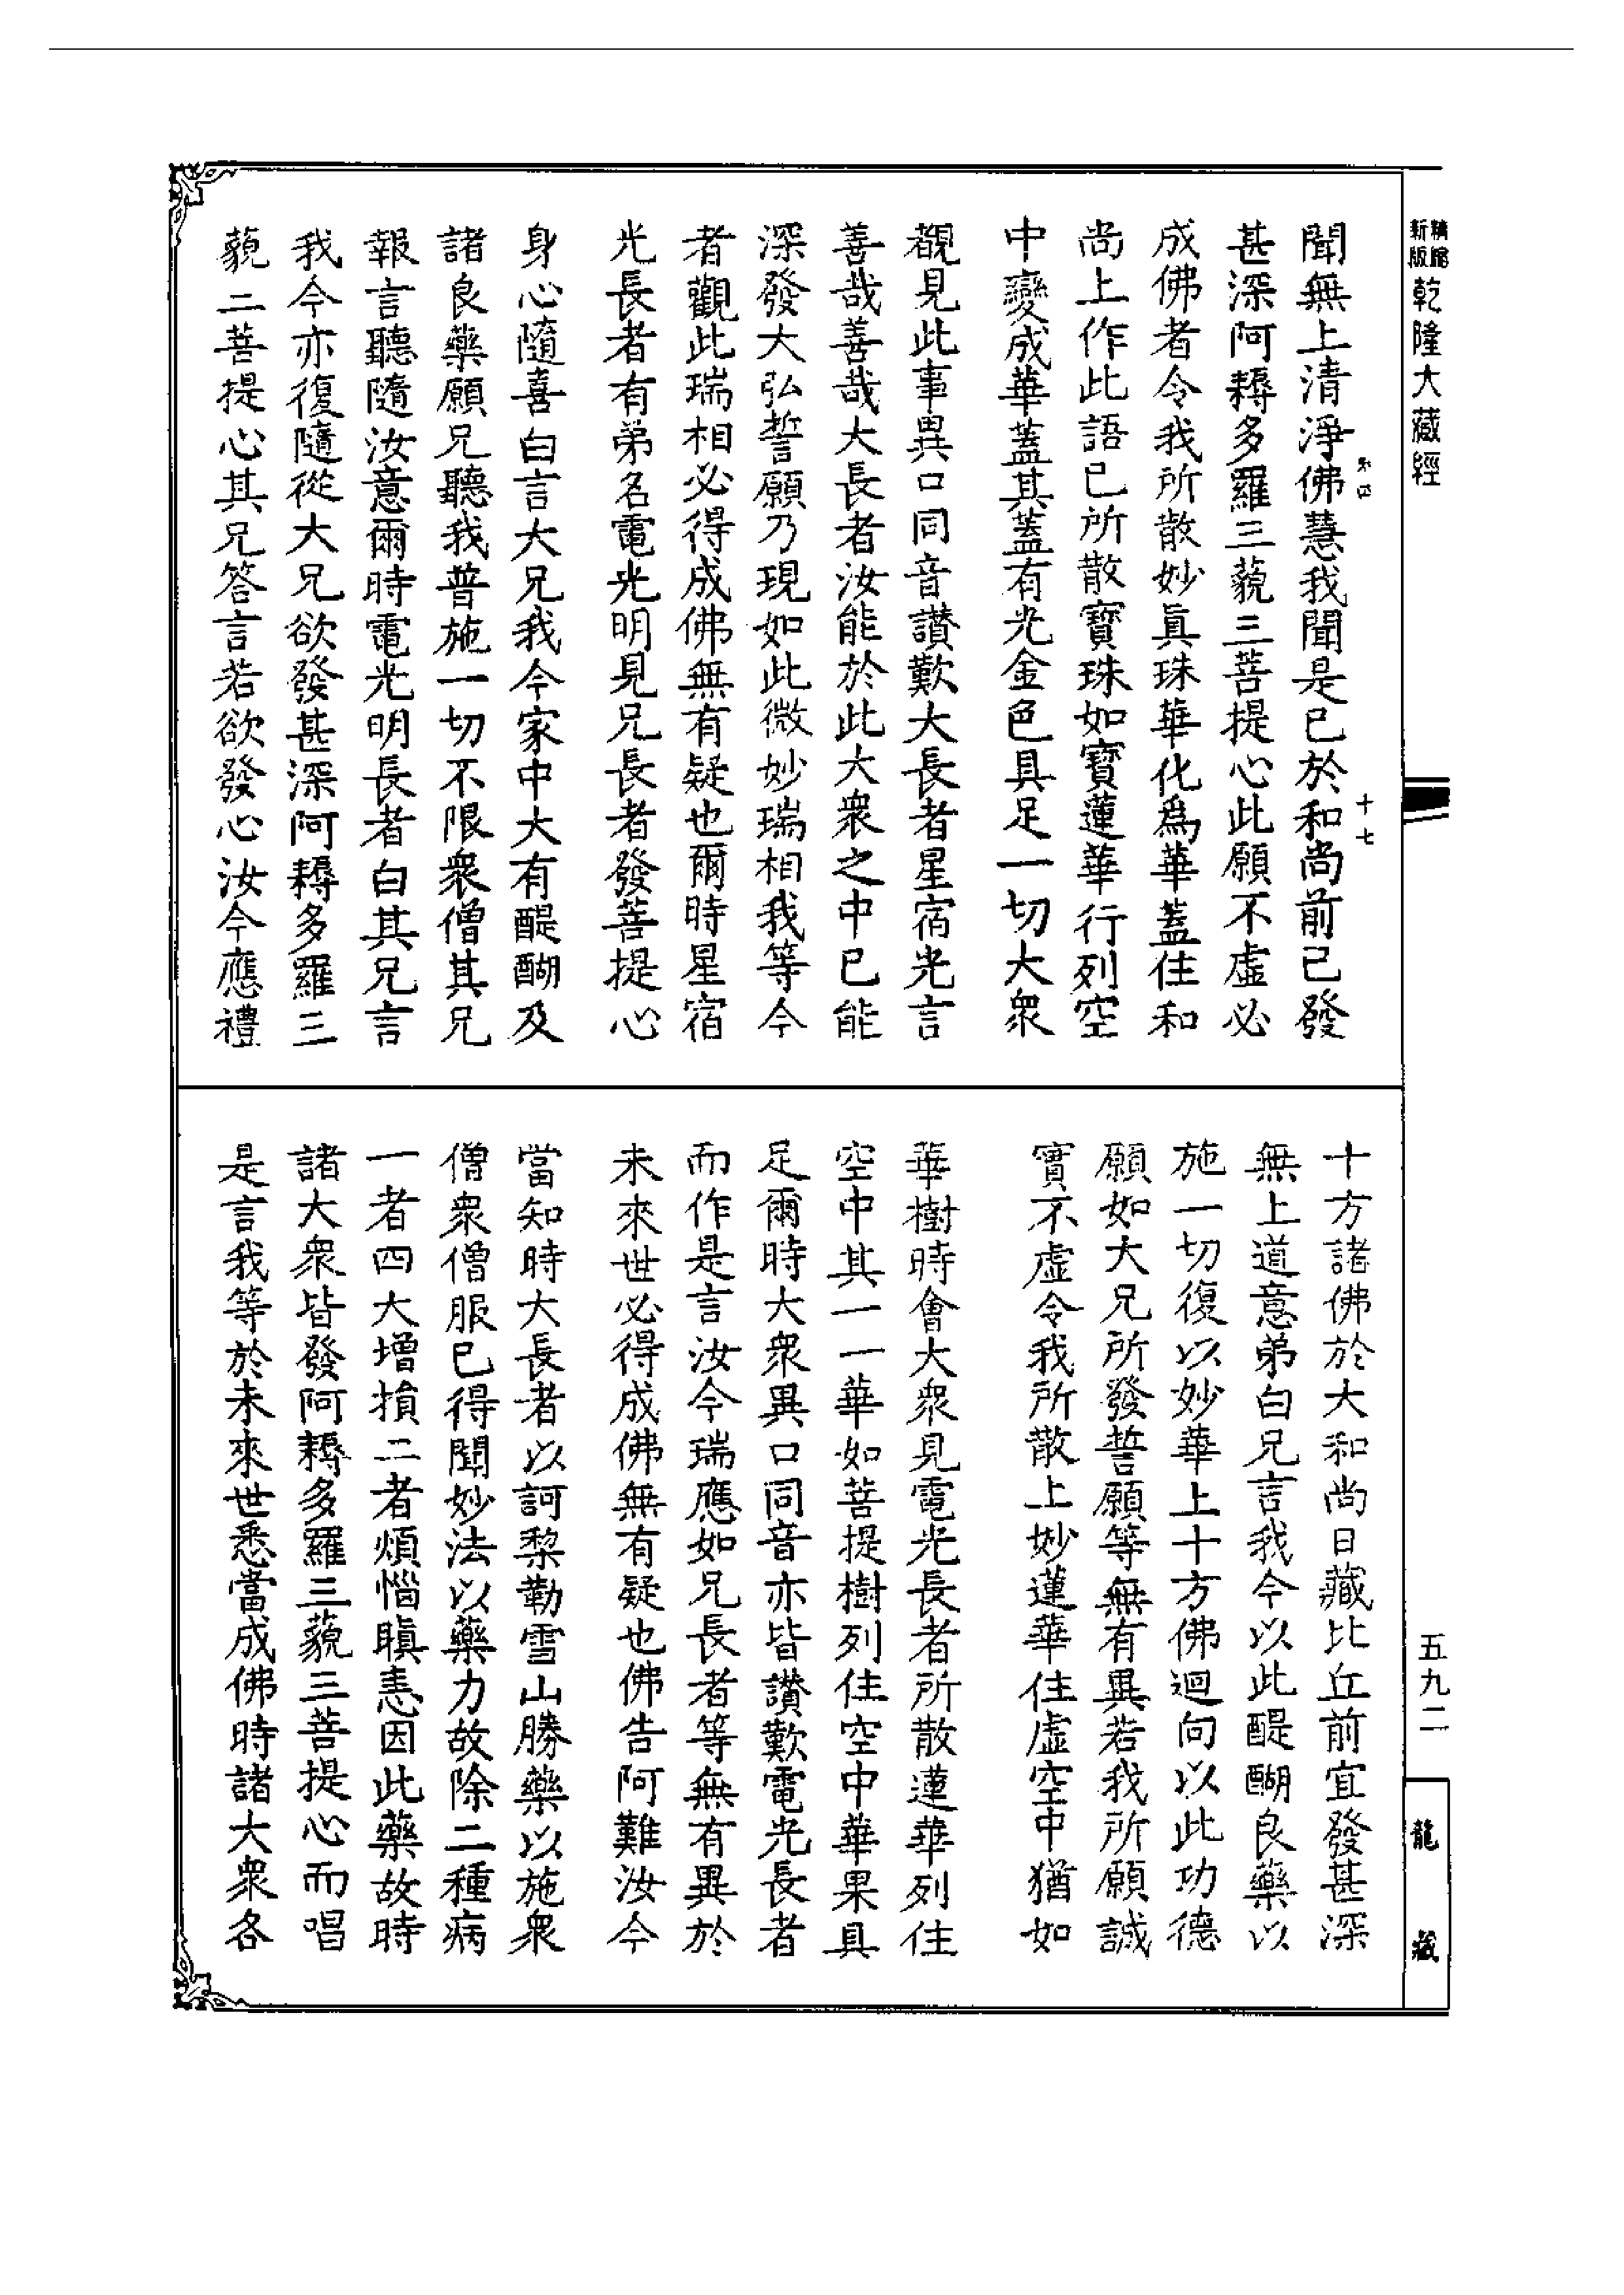 新版
精縮
乾隆大藏經
五九二
龍藏
第四
十七
聞無上清淨佛慧我聞是已於和尚前已發
甚深阿耨多羅三藐三菩提心此願不虛必
成佛者令我所散妙真珠華化爲華蓋住和
尚上作此語已所散寶珠如寶蓮華行列空
中變成華蓋其蓋有光金色具足一切大衆
覩見此事異口同音讃歎大長者星宿光言
善哉善哉大長者汝能於此大衆之中已能
深發大弘誓願乃現如此微妙瑞相我等今
者觀此瑞相必得成佛無有疑也爾時星宿
光長者有弟名電光明見兄長者發菩提心
身心隨喜白言大兄我今家中大有醍醐及
諸良藥願兄聽我普施一切不限衆僧其兄
報言聽隨汝意爾時電光明長者白其兄言
我今亦復隨從大兄欲發甚深阿耨多羅三
藐三菩提心其兄答言若欲發心汝今應禮
十方諸佛於大和尚日藏比丘前宜發甚深
無上道意弟白兄言我今以此醍醐良藥以
施一切復以妙華上十方佛迴向以此功德
願如大兄所發誓願等無有異若我所願誠
實不虛令我所散上妙蓮華住虛空中猶如
華樹時會大衆見電光長者所散蓮華列住
空中其一一華如菩提樹列住空中華果具
足爾時大衆異口同音亦皆讃歎電光長者
而作是言汝今瑞應如兄長者等無有異於
未來世必得成佛無有疑也佛告阿難汝今
當知時大長者以訶黎勒雪山勝藥以施衆
僧衆僧服已得聞妙法以藥力故除二種病
一者四大增損二者煩惱瞋恚因此藥故時
諸大衆皆發阿耨多羅三藐三菩提心而唱
是言我等於未來世悉當成佛時諸大衆各